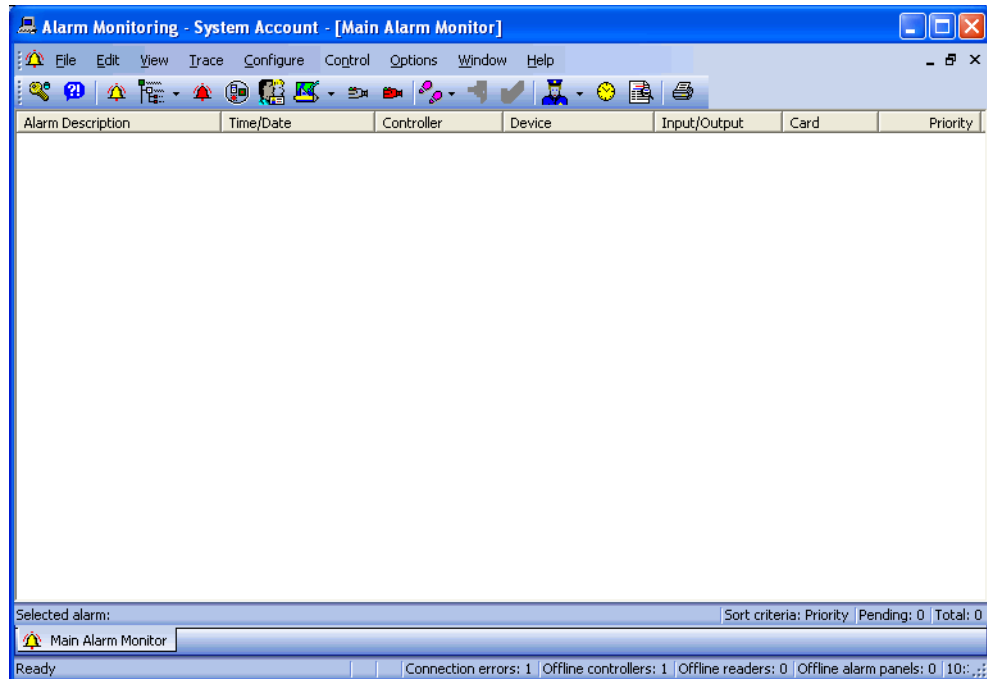 Alarm Monitoring - System Account - [Main Alarm Monitor]
File Edit View Trace Configure Control Options Window Help
Alarm Description Time/Date Controller Device Input/Output Card Priority
Selected alarm: Sort criteria: Priority Pending: 0 Total: 0
Main Alarm Monitor
Ready Connection errors: 1 Offline controllers: 1 Offline readers: 0 Offline alarm panels: 0 10: